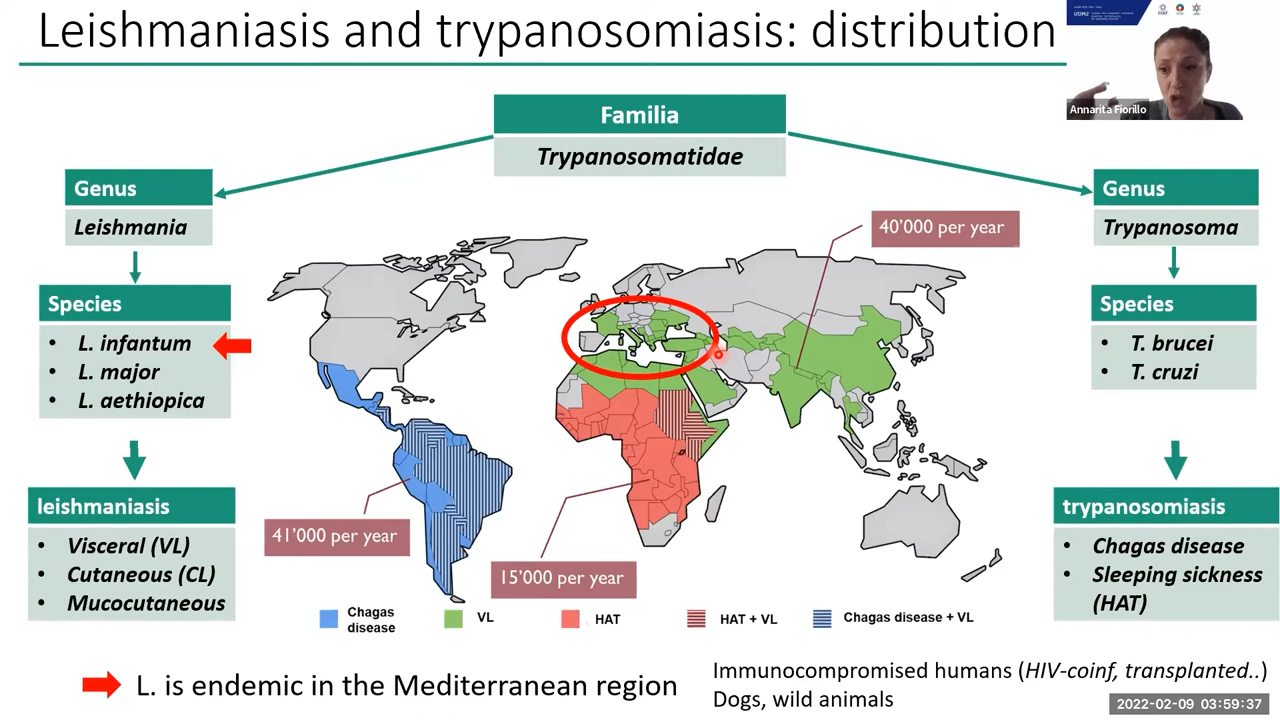 Leishmaniasis and trypanosomiasis: distribution
Annarita Fiorillo
Familia
Trypanosomatidae
Genus
Leishmania
Species
• L. infantum
• L. major
• L. aethiopica
leishmaniasis
• Visceral (VL)
• Cutaneous (CL)
• Mucocutaneous
40'000 per year
41'000 per year
15'000 per year
Chagas
disease
VL
HAT
HAT + VL
Chagas disease + VL
Genus
Trypanosoma
Species
• T. brucei
• T. cruzi
trypanosomiasis
• Chagas disease
• Sleeping sickness
(HAT)
L. is endemic in the Mediterranean region
Immunocompromised humans (HIV-coinf, transplanted..)
Dogs, wild animals
2022-02-09 03:59:37